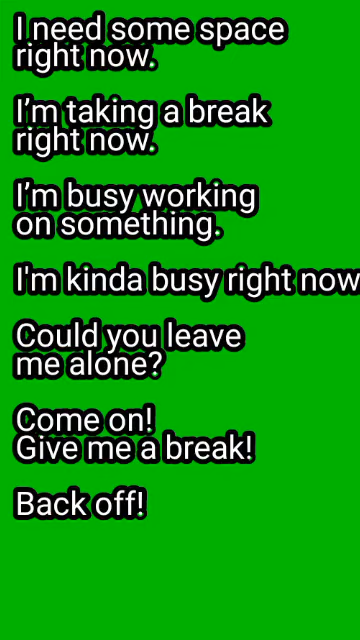 I need some space
right now.
I’m taking a break
right now.
I’m busy working
on something.
I'm kinda busy right now
Could you leave
me alone?
Come on!
Give me a break!
Back off!